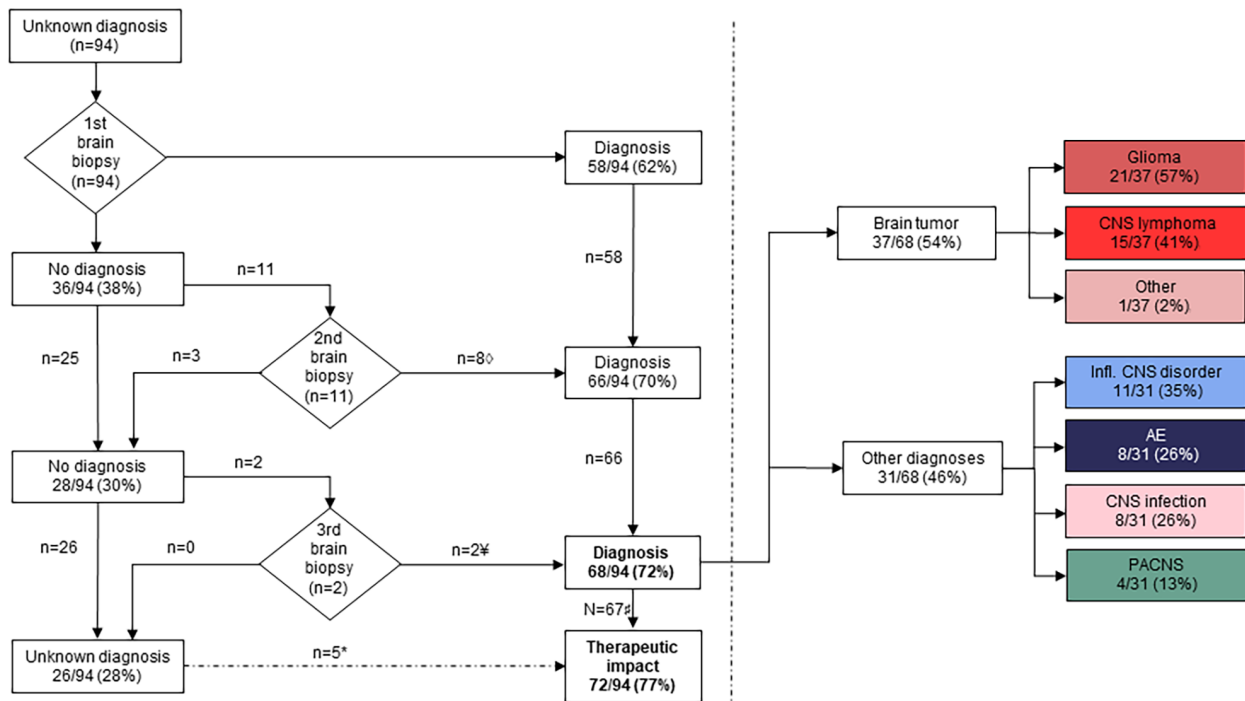 Unknown diagnosis
(n=94)
1st
brain
biopsy
(n=94)
Diagnosis
58/94 (62%)
No diagnosis
36/94 (38%)
n=11
n=58
n=25
n=3
2nd
brain
biopsy
(n=11)
n=8◊
Diagnosis
66/94 (70%)
No diagnosis
28/94 (30%)
n=2
n=66
n=26
n=0
3rd
brain
biopsy
(n=2)
n=2¥
Diagnosis
68/94 (72%)
N=67♯
Unknown diagnosis
26/94 (28%)
n=5*
Therapeutic
impact
72/94 (77%)
Brain tumor
37/68 (54%)
Glioma
21/37 (57%)
CNS lymphoma
15/37 (41%)
Other
1/37 (2%)
Other diagnoses
31/68 (46%)
Infl. CNS disorder
11/31 (35%)
AE
8/31 (26%)
CNS infection
8/31 (26%)
PACNS
4/31 (13%)